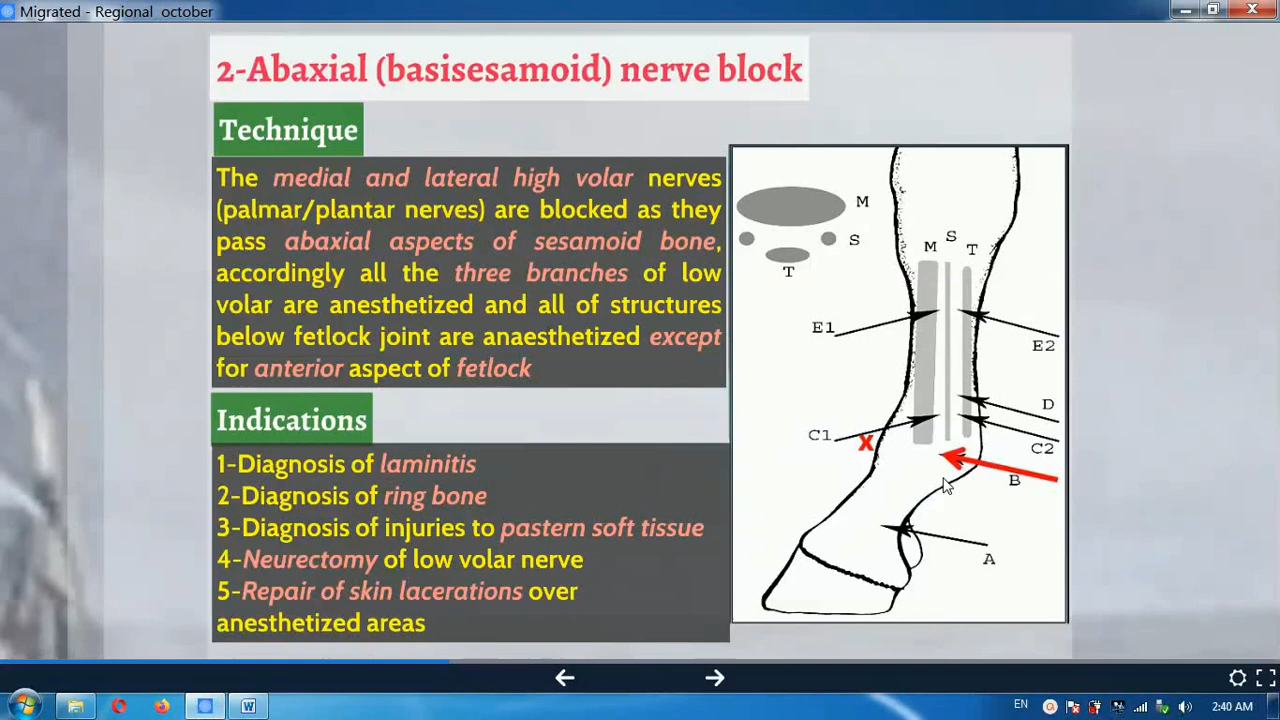 Migrated - Regional october
2-Abaxial (basisesamoid) nerve block
Technique
The medial and lateral high volar nerves
(palmar/plantar nerves) are blocked as they
pass abaxial aspects of sesamoid bone,
accordingly all the three branches of low
volar are anesthetized and all of structures
below fetlock joint are anaesthetized except
for anterior aspect of fetlock
Indications
1-Diagnosis of laminitis
2-Diagnosis of ring bone
3-Diagnosis of injuries to pastern soft tissue
4-Neurectomy of low volar nerve
5-Repair of skin lacerations over
anesthetized areas
M
S
T
M S T
E1
E2
D
C1
X
C2
B
A
EN
2:40 AM